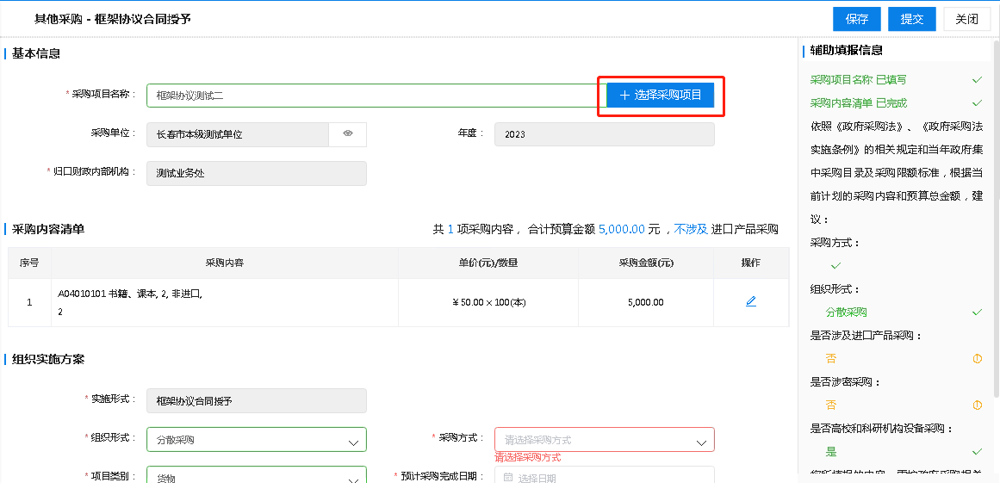 其他采购 - 框架协议合同授予
保存 提交 关闭
基本信息
* 采购项目名称： 框架协议测试二 + 选择采购项目
采购单位： 长春市本级测试单位 年度： 2023
* 归口财政内部机构： 测试业务处
采购内容清单 共 1 项采购内容 ，合计预算金额 5,000.00 元 ，不涉及 进口产品采购
序号 采购内容 单价(元)/数量 采购金额(元) 操作
1 A04010101 书籍、课本, 2, 非进口, ¥ 50.00 × 100(本) 5,000.00
2
组织实施方案
* 实施形式： 框架协议合同授予
* 组织形式： 分散采购 * 采购方式： 请选择采购方式
请选择采购方式
* 项目类别： 货物 * 预计采购完成日期： 选择日期
辅助填报信息
采购项目名称 已填写
采购内容清单 已完成
依照《政府采购法》、《政府采购法
实施条例》的相关规定和当年政府集
中采购目录及采购限额标准，根据当
前计划的采购内容和预算总金额，建
议：
采购方式：
组织形式：
分散采购
是否涉及进口产品采购：
否
是否涉密采购：
否
是否高校和科研机构设备采购：
是